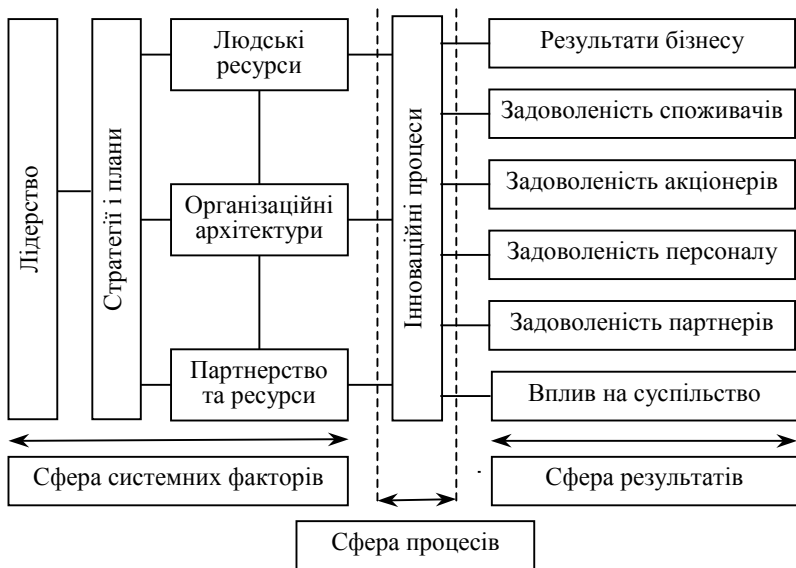 Лідерство
Стратегії і плани
Людські
ресурси
Організаційні
архітектури
Партнерство
та ресурси
Інноваційні процеси
Результати бізнесу
Задоволеність споживачів
Задоволеність акціонерів
Задоволеність персоналу
Задоволеність партнерів
Вплив на суспільство
Сфера системних факторів
Сфера результатів
Сфера процесів